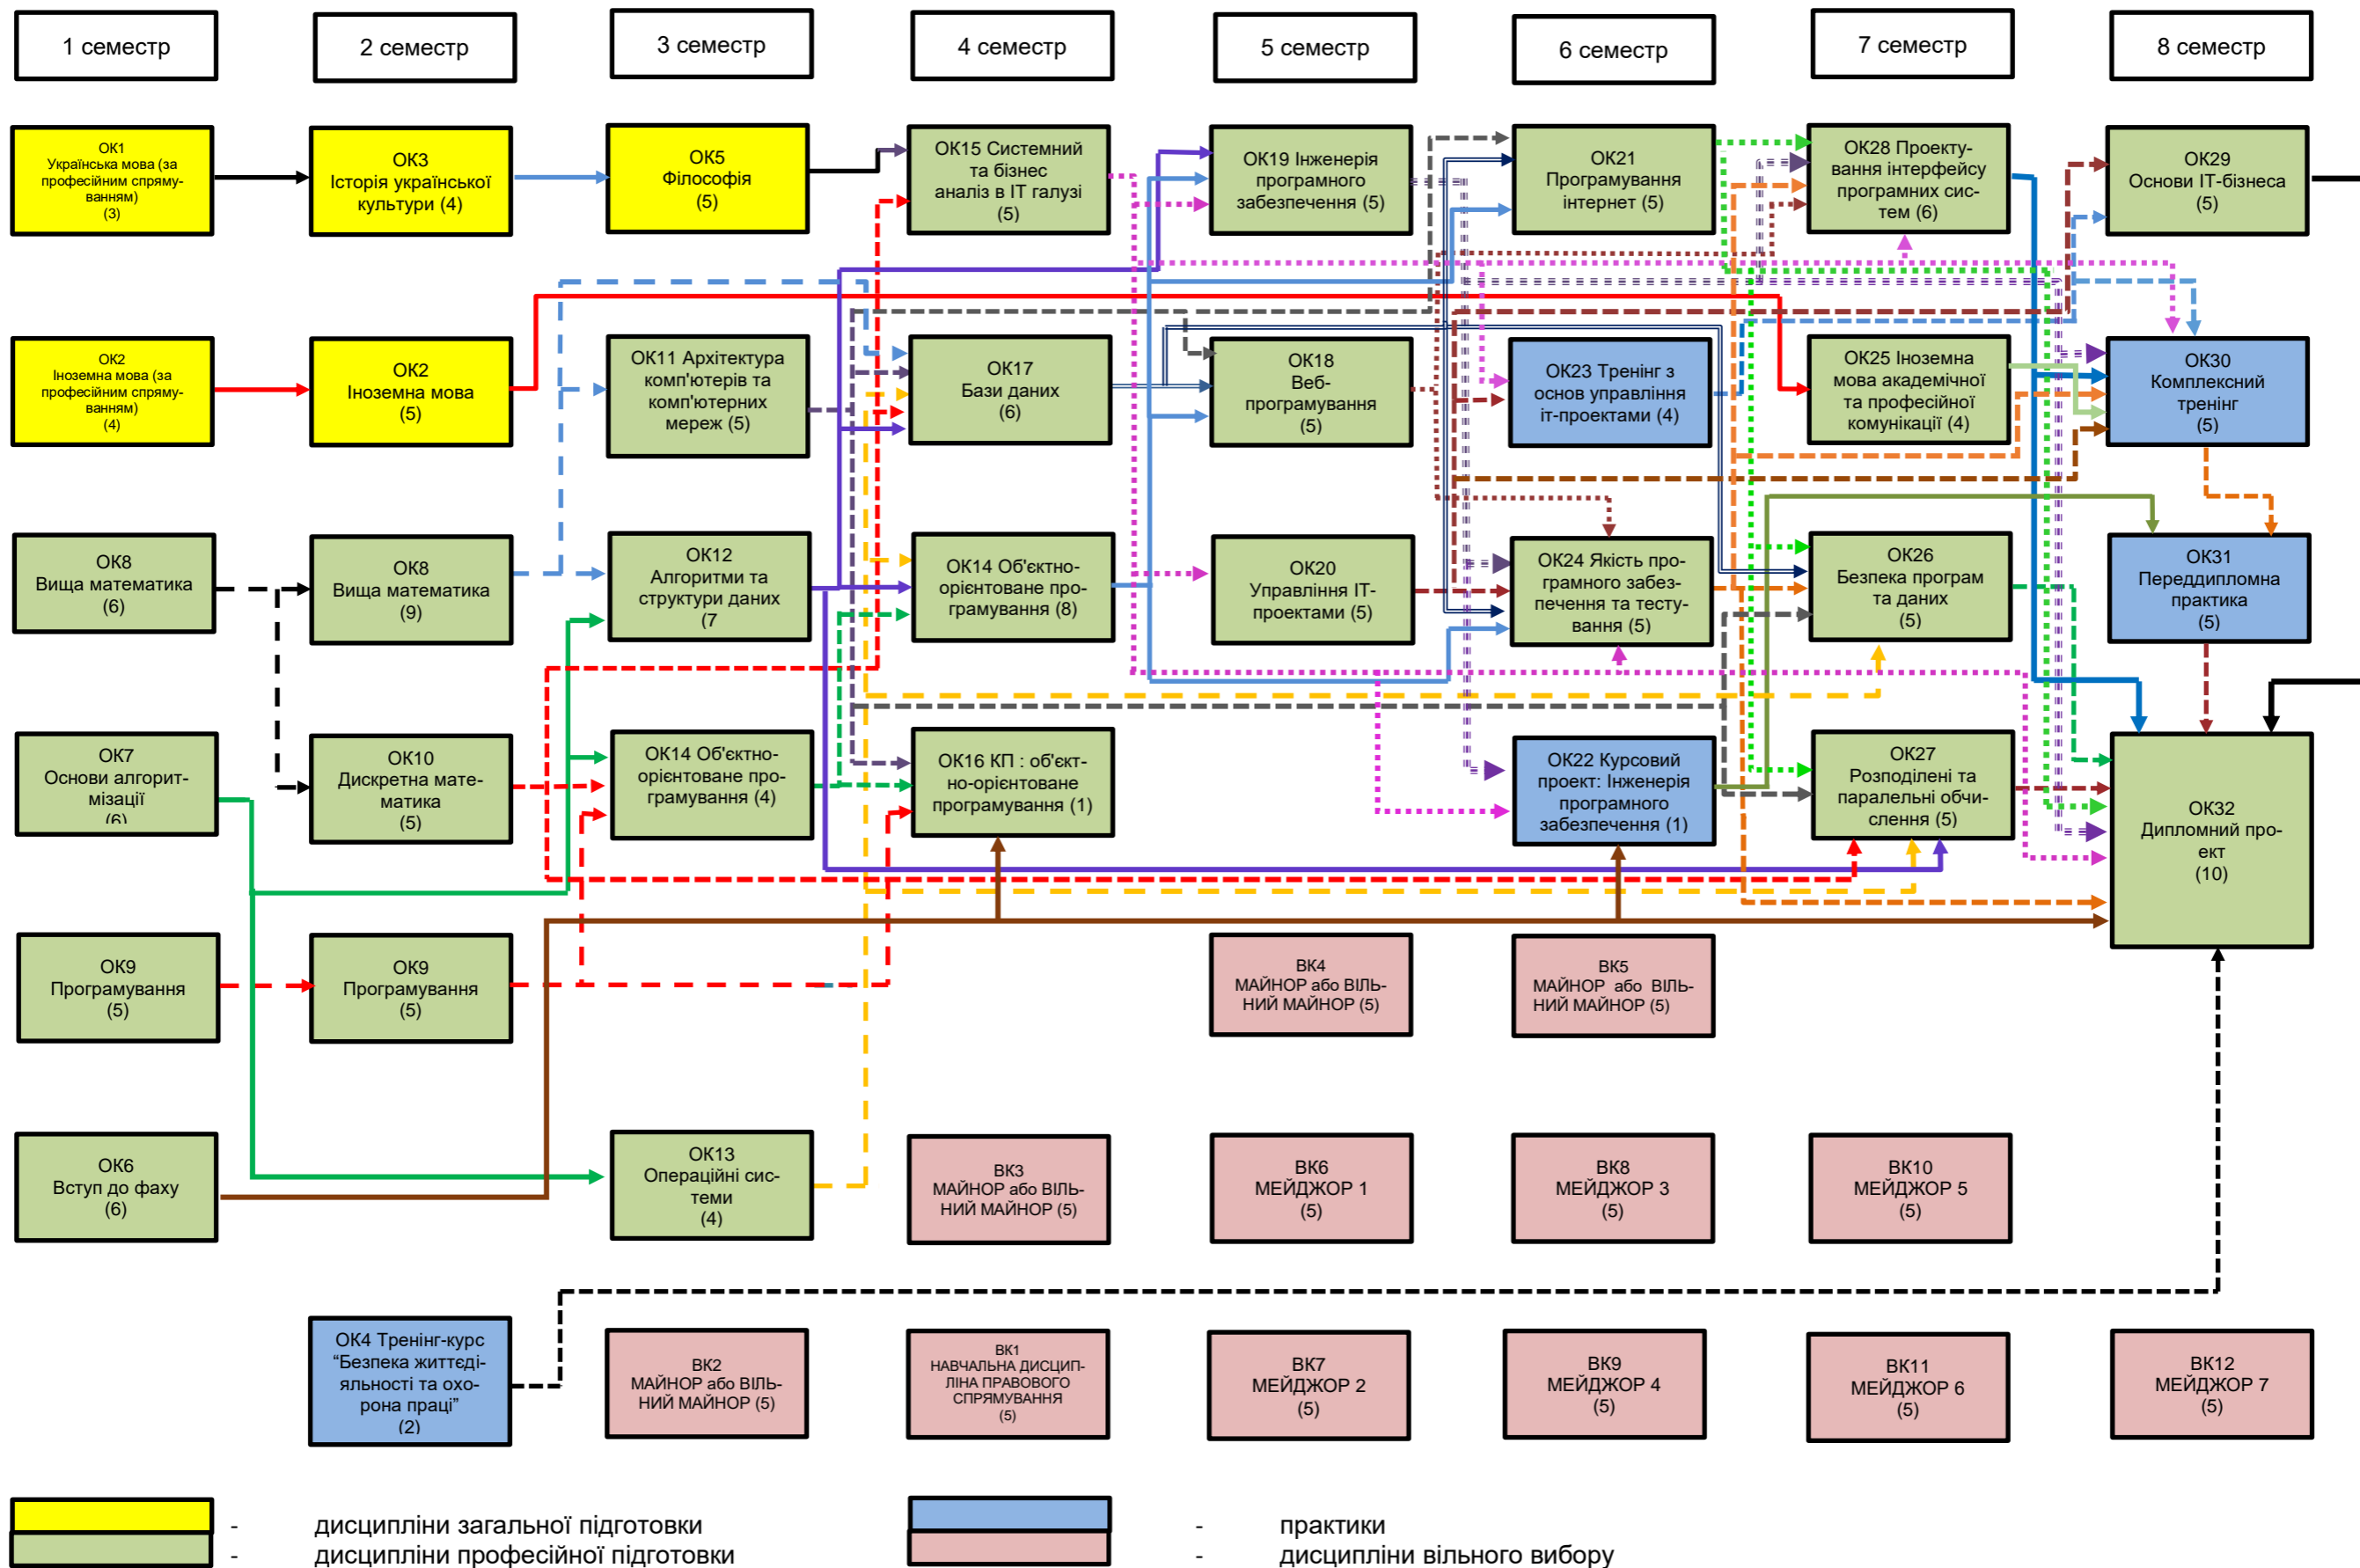 1 семестр
2 семестр
3 семестр
4 семестр
5 семестр
6 семестр
7 семестр
8 семестр
ОК1
Українська мова (за
професійним спряму-
ванням)
(3)
ОК3
Історія української
культури (4)
ОК5
Філософія
(5)
ОК15 Системний
та бізнес
аналіз в ІТ галузі
(5)
ОК19 Інженерія
програмного
забезпечення (5)
ОК21
Програмування
інтернет (5)
ОК28 Проекту-
вання інтерфейсу
програмних сис-
тем (6)
ОК29
Основи ІТ-бізнеса
(5)
ОК2
Іноземна мова (за
професійним спряму-
ванням)
(4)
ОК2
Іноземна мова
(5)
ОК11 Архітектура
комп'ютерів та
комп'ютерних
мереж (5)
ОК17
Бази даних
(6)
ОК18
Веб-
програмування
(5)
ОК23 Тренінг з
основ управління
іт-проектами (4)
ОК25 Іноземна
мова академічної
та професійної
комунікації (4)
ОК30
Комплексний
тренінг
(5)
ОК8
Вища математика
(6)
ОК8
Вища математика
(9)
ОК12
Алгоритми та
структури даних
(7
ОК14 Об'єктно-
орієнтоване про-
грамування (8)
ОК20
Управління ІТ-
проектами (5)
ОК24 Якість про-
грамного забез-
печення та тесту-
вання (5)
ОК26
Безпека програм
та даних
(5)
ОК31
Переддипломна
практика
(5)
ОК7
Основи алгорит-
мізації
(6)
ОК10
Дискретна мате-
матика
(5)
ОК14 Об'єктно-
орієнтоване про-
грамування (4)
ОК16 КП : об'єкт-
но-орієнтоване
програмування (1)
ОК22 Курсовий
проект: Інженерія
програмного
забезпечення (1)
ОК27
Розподілені та
паралельні обчи-
слення (5)
ОК32
Дипломний про-
ект
(10)
ОК9
Програмування
(5)
ОК9
Програмування
(5)
ВК4
МАЙНОР або ВІЛЬ-
НИЙ МАЙНОР (5)
ВК5
МАЙНОР або ВІЛЬ-
НИЙ МАЙНОР (5)
ОК6
Вступ до фаху
(6)
ОК13
Операційні сис-
теми
(4)
ВК3
МАЙНОР або ВІЛЬ-
НИЙ МАЙНОР (5)
ВК6
МЕЙДЖОР 1
(5)
ВК8
МЕЙДЖОР 3
(5)
ВК10
МЕЙДЖОР 5
(5)
ОК4 Тренінг-курс
“Безпека життєді-
яльності та охо-
рона праці”
(2)
ВК2
МАЙНОР або ВІЛЬ-
НИЙ МАЙНОР (5)
ВК1
НАВЧАЛЬНА ДИСЦИП-
ЛІНА ПРАВОВОГО
СПРЯМУВАННЯ
(5)
ВК7
МЕЙДЖОР 2
(5)
ВК9
МЕЙДЖОР 4
(5)
ВК11
МЕЙДЖОР 6
(5)
ВК12
МЕЙДЖОР 7
(5)
- дисципліни загальної підготовки
- практики
- дисципліни професійної підготовки
- дисципліни вільного вибору